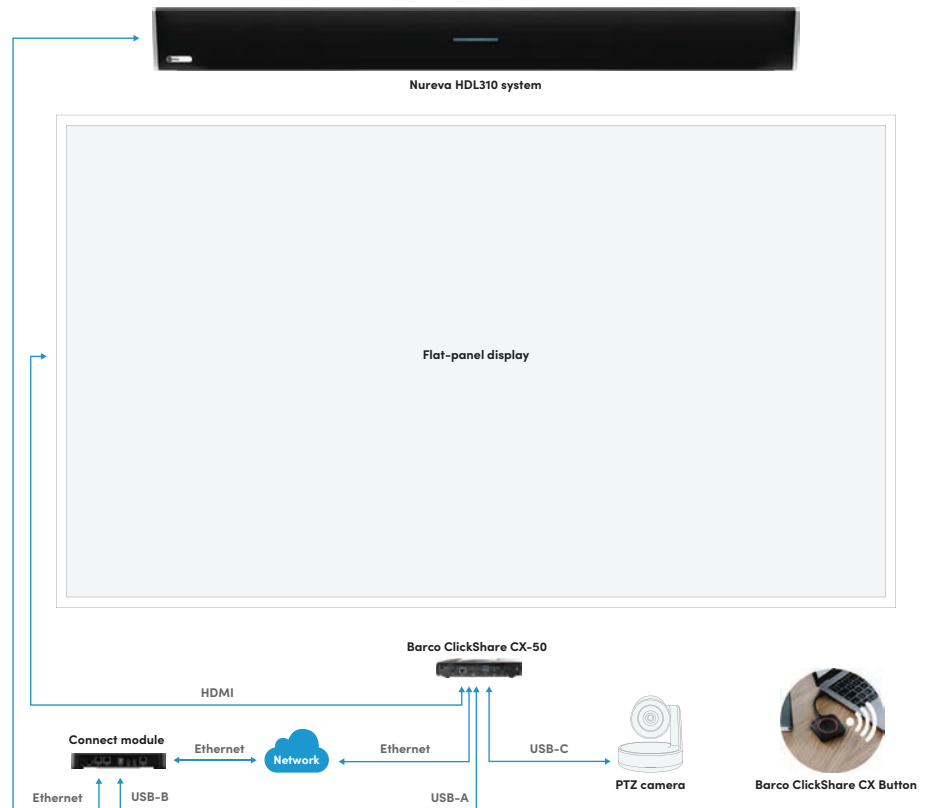 Nureva HDL310 system
Flat-panel display
Barco ClickShare CX-50
HDMI
Connect module
Ethernet
Network
Ethernet
USB-C
PTZ camera
Barco ClickShare CX Button
Ethernet
USB-B
USB-A